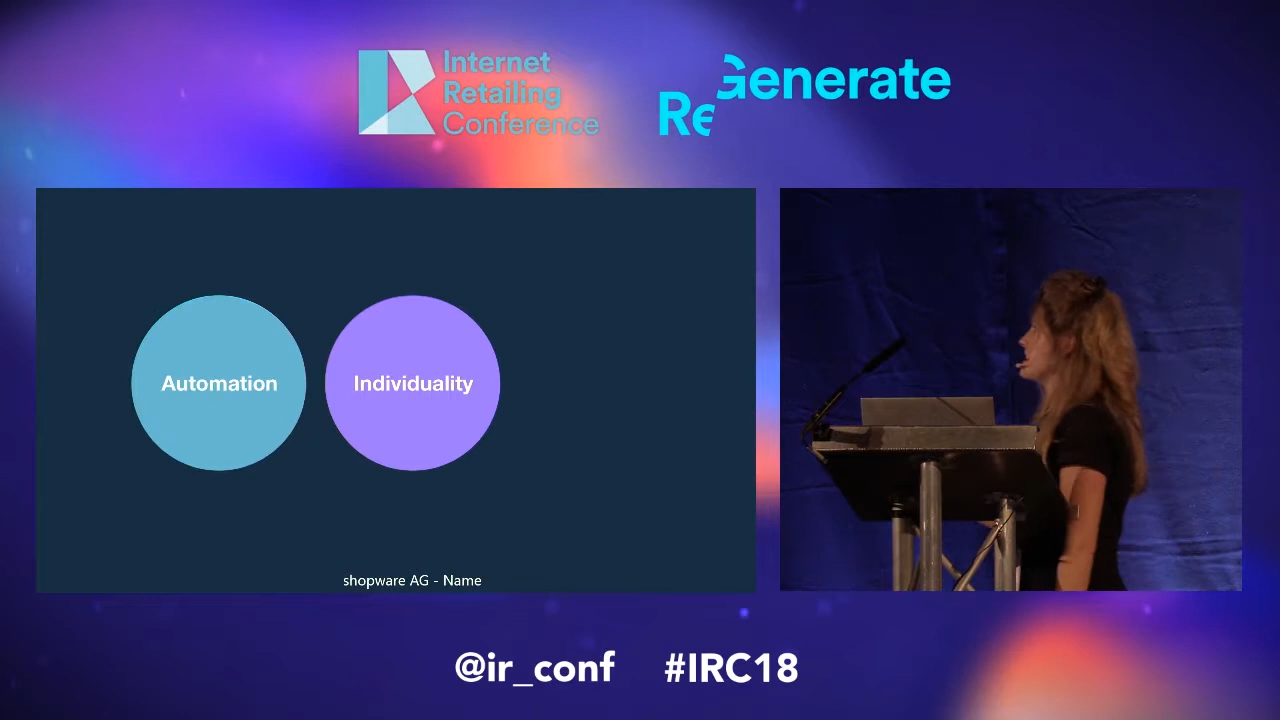 Internet
Retailing
Conference
ReGenerate
Automation
Individuality
shopware AG - Name
@ir_conf #IRC18